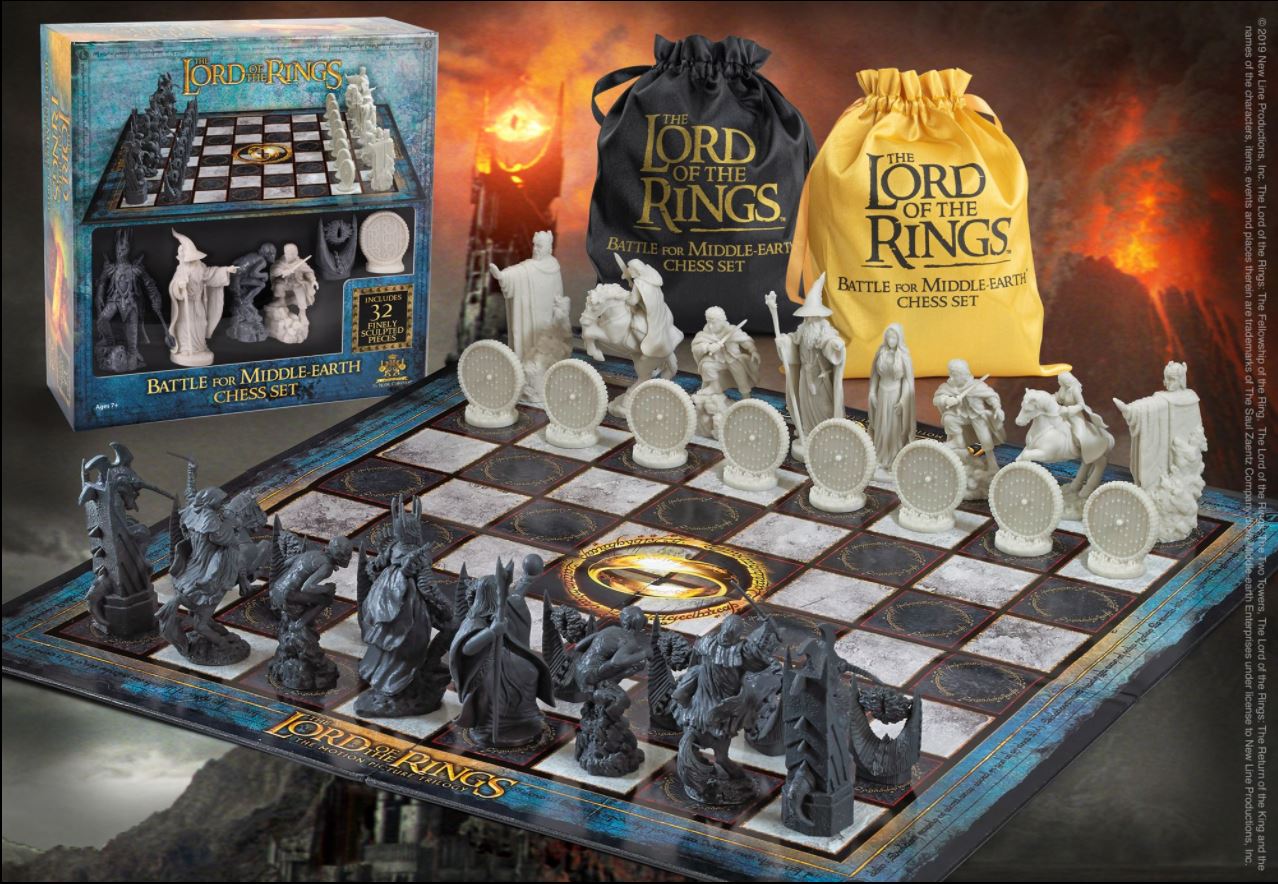 THE
LORD OF THE RINGS
INCLUDES
32
FINELY
SCULPTED
PIECES
BATTLE FOR MIDDLE-EARTH
CHESS SET
Ages 7+
THE
LORD
OF THE
RINGS™
BATTLE FOR MIDDLE-EART
CHESS SET
THE
LORD
OF THE
RINGS™
BATTLE FOR MIDDLE-EARTH
CHESS SET
THE
LORD OF THE RINGS
THE MOTION PICTURE TRILOGY
© 2019 New Line Productions, Inc. The Lord of the Rings: The Fellowship of the Ring, The Lord of the Rings: The Two Towers, The Lord of the Rings: The Return of the King and the
names of the characters, items, events and places therein are trademarks of The Saul Zaentz Company d/b/a Middle-earth Enterprises under license to New Line Productions, Inc.